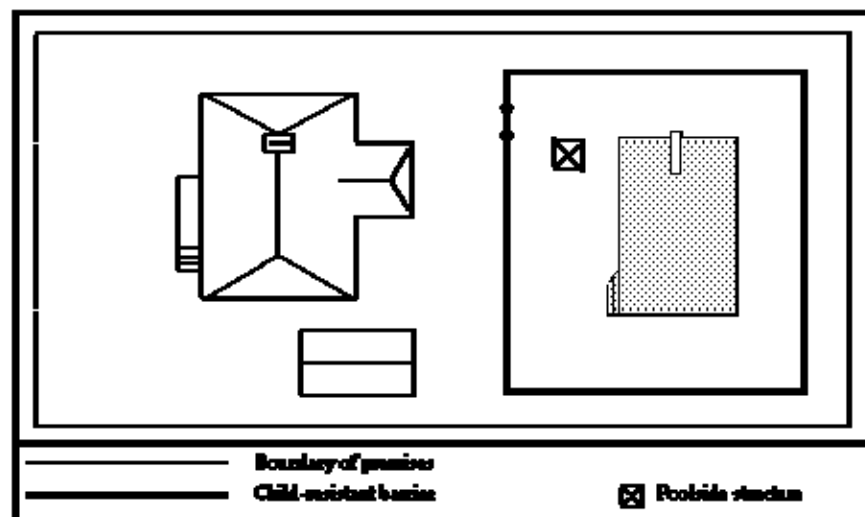 Boundary of premises
Child-resistant barrier
Poolside structure